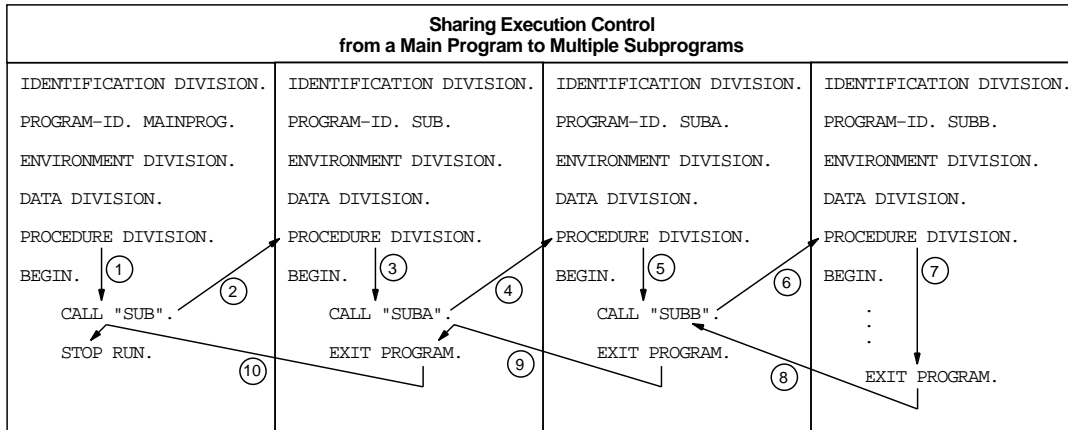 Sharing Execution Control
from a Main Program to Multiple Subprograms
IDENTIFICATION DIVISION.
PROGRAM-ID. MAINPROG.
ENVIRONMENT DIVISION.
DATA DIVISION.
PROCEDURE DIVISION.
1
BEGIN.
2
CALL "SUB".
STOP RUN.
10
IDENTIFICATION DIVISION.
PROGRAM-ID. SUB.
ENVIRONMENT DIVISION.
DATA DIVISION.
PROCEDURE DIVISION.
3
BEGIN.
4
CALL "SUBA".
EXIT PROGRAM.
9
IDENTIFICATION DIVISION.
PROGRAM-ID. SUBA.
ENVIRONMENT DIVISION.
DATA DIVISION.
PROCEDURE DIVISION.
5
BEGIN.
6
CALL "SUBB".
EXIT PROGRAM.
8
IDENTIFICATION DIVISION.
PROGRAM-ID. SUBB.
ENVIRONMENT DIVISION.
DATA DIVISION.
PROCEDURE DIVISION.
7
BEGIN.
.
.
.
EXIT PROGRAM.